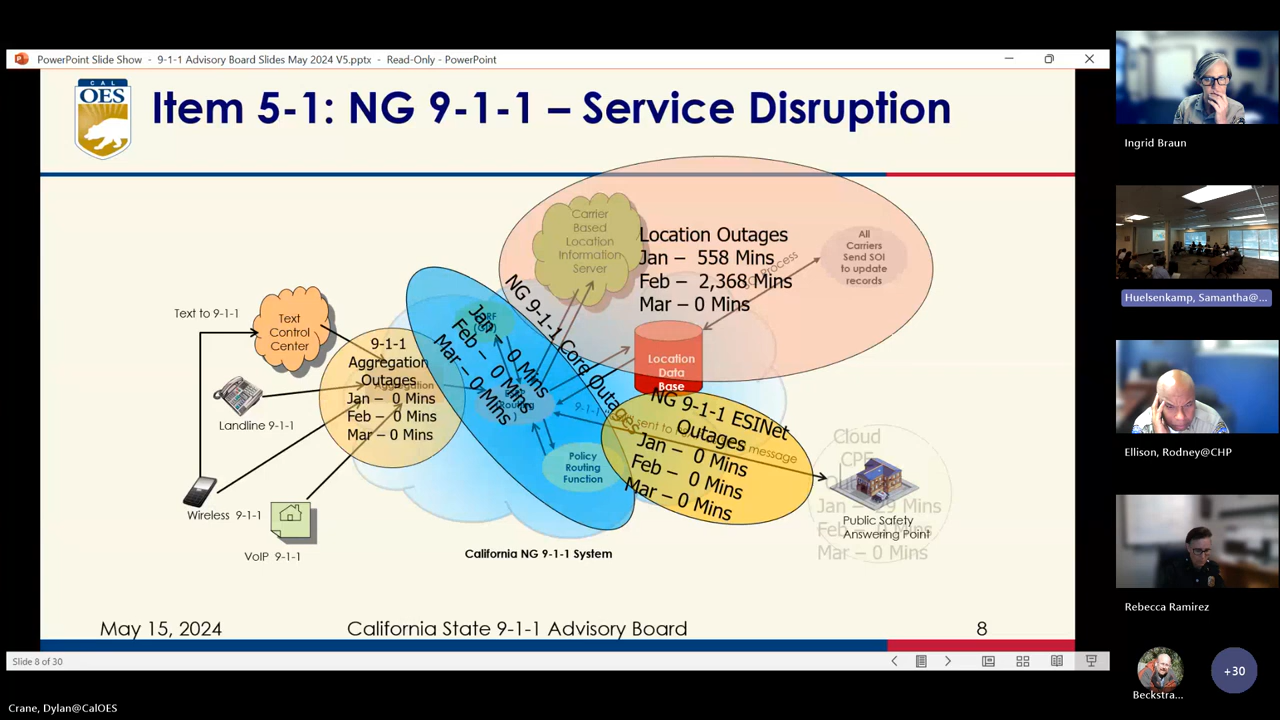 PowerPoint Slide Show - 9-1-1 Advisory Board Slides May 2024 V5.pptx - Read-Only - PowerPoint
CAL
OES
Item 5-1: NG 9-1-1 – Service Disruption
Carrier
Based
Location
Information
Server
Location Outages
Jan – 558 Mins
Feb – 2,368 Mins
Mar – 0 Mins
Process
All
Carriers
Send SOI
to update
records
Text to 9-1-1
Text
Control
Center
Landline 9-1-1
Wireless 9-1-1
VoIP 9-1-1
9-1-1
Aggregation
Outages
Jan – 0 Mins
Feb – 0 Mins
Mar – 0 Mins
NG 9-1-1 Core Outages
Jan – 0 Mins
Feb – 0 Mins
Mar – 0 Mins
Policy
Routing
Function
Location
Data
Base
NG 9-1-1 ESINet
Outages
Jan – 0 Mins
Feb – 0 Mins
Mar – 0 Mins
message
Cloud
CPE
Public Safety
Answering Point
Mar – 0 Mins
California NG 9-1-1 System
May 15, 2024
California State 9-1-1 Advisory Board
8
Slide 8 of 30
Crane, Dylan@CalOES
Ingrid Braun
Huelsenkamp, Samantha@...
Ellison, Rodney@CHP
Rebecca Ramirez
Beckstra...
+30